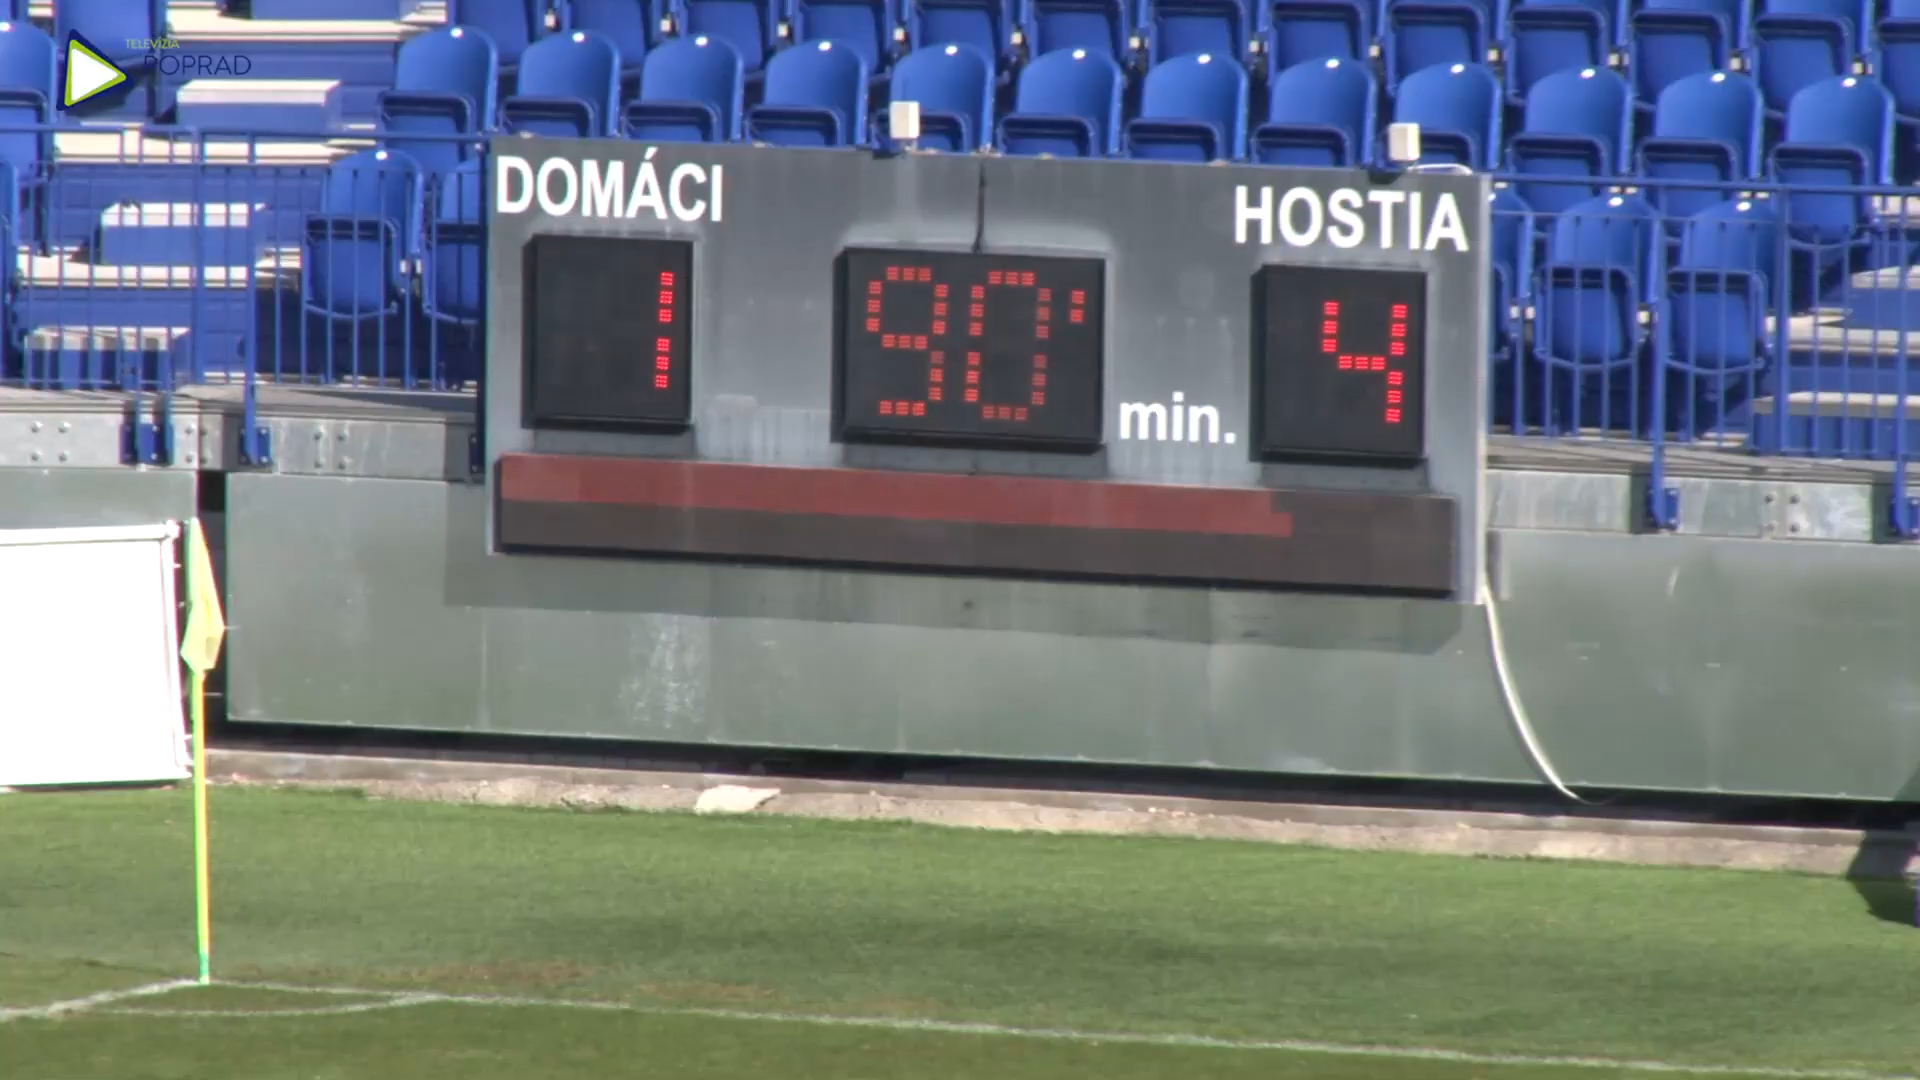 TELEVÍZIA
POPRAD
DOMÁCI
HOSTIA
1
90'
min.
4